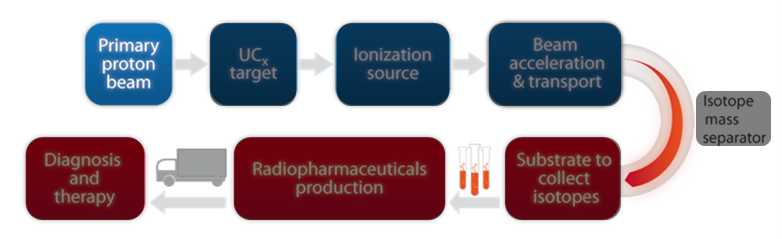 Primary
proton
beam
UCx
target
Ionization
source
Beam
acceleration
& transport
Isotope
mass
separator
Substrate to
collect
isotopes
Radiopharmaceuticals
production
Diagnosis
and
therapy